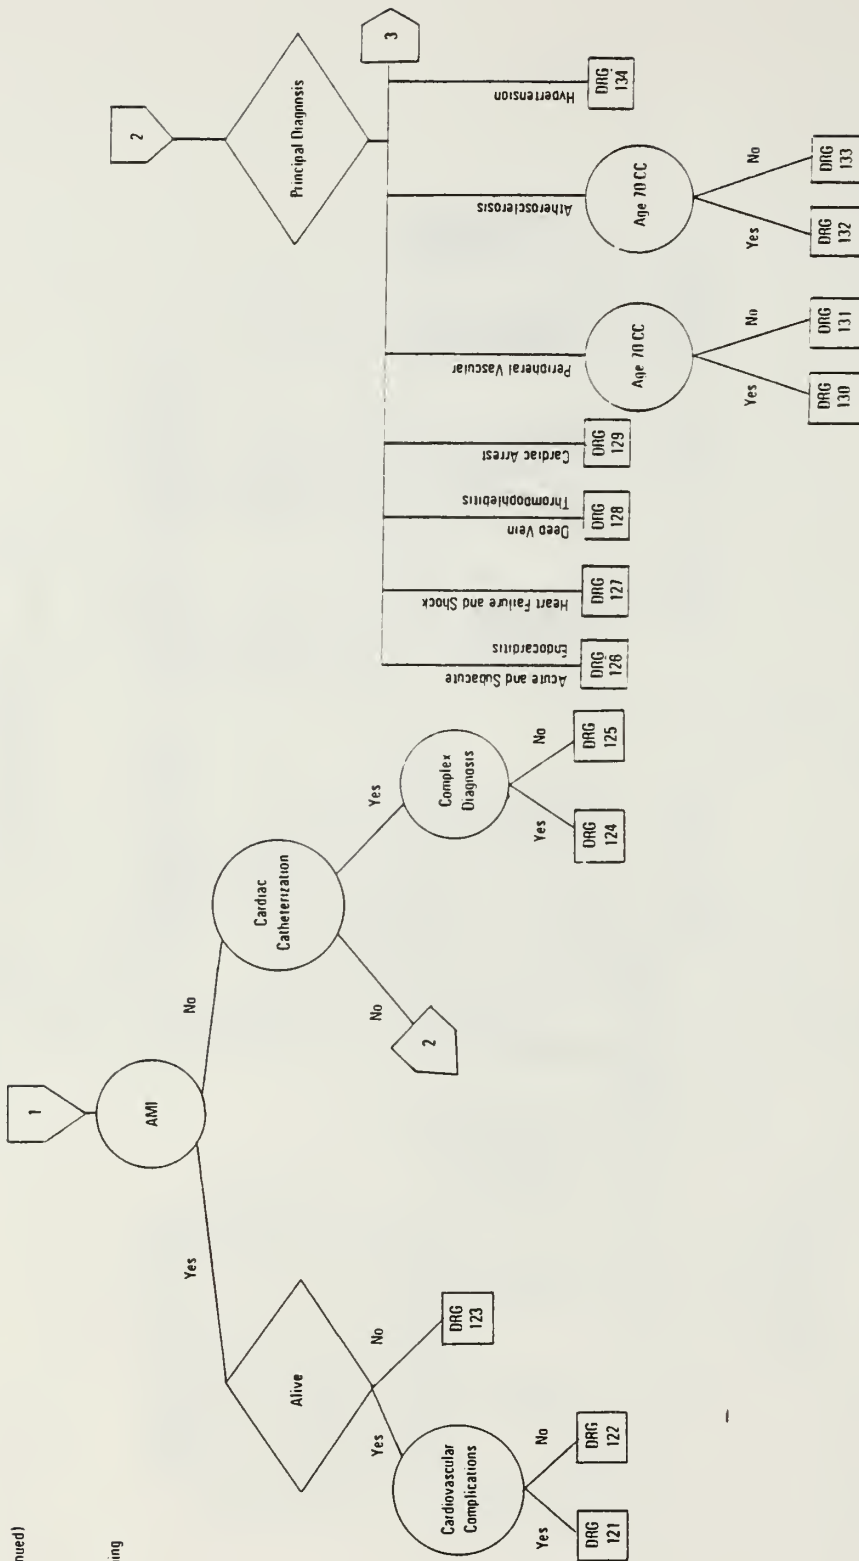 nued)
ing
1
AMI
Yes
No
Alive
Yes
No
DRG
123
Cardiovascular
Complications
Yes
No
DRG
121
DRG
122
Cardiac
Catheterization
No
Yes
2
Complex
Diagnosis
Yes
No
DRG
124
DRG
125
2
Principal Diagnosis
3
Acute and Subacute
Endocarditis
DRG
126
Heart Failure and Shock
DRG
127
Deep Vein
Thrombophlebitis
DRG
128
Cardiac Arrest
DRG
129
Peripheral Vascular
Age 70 CC
Yes
No
DRG
130
DRG
131
Atherosclerosis
Age 70 CC
Yes
No
DRG
132
DRG
133
Hypertension
DRG
134